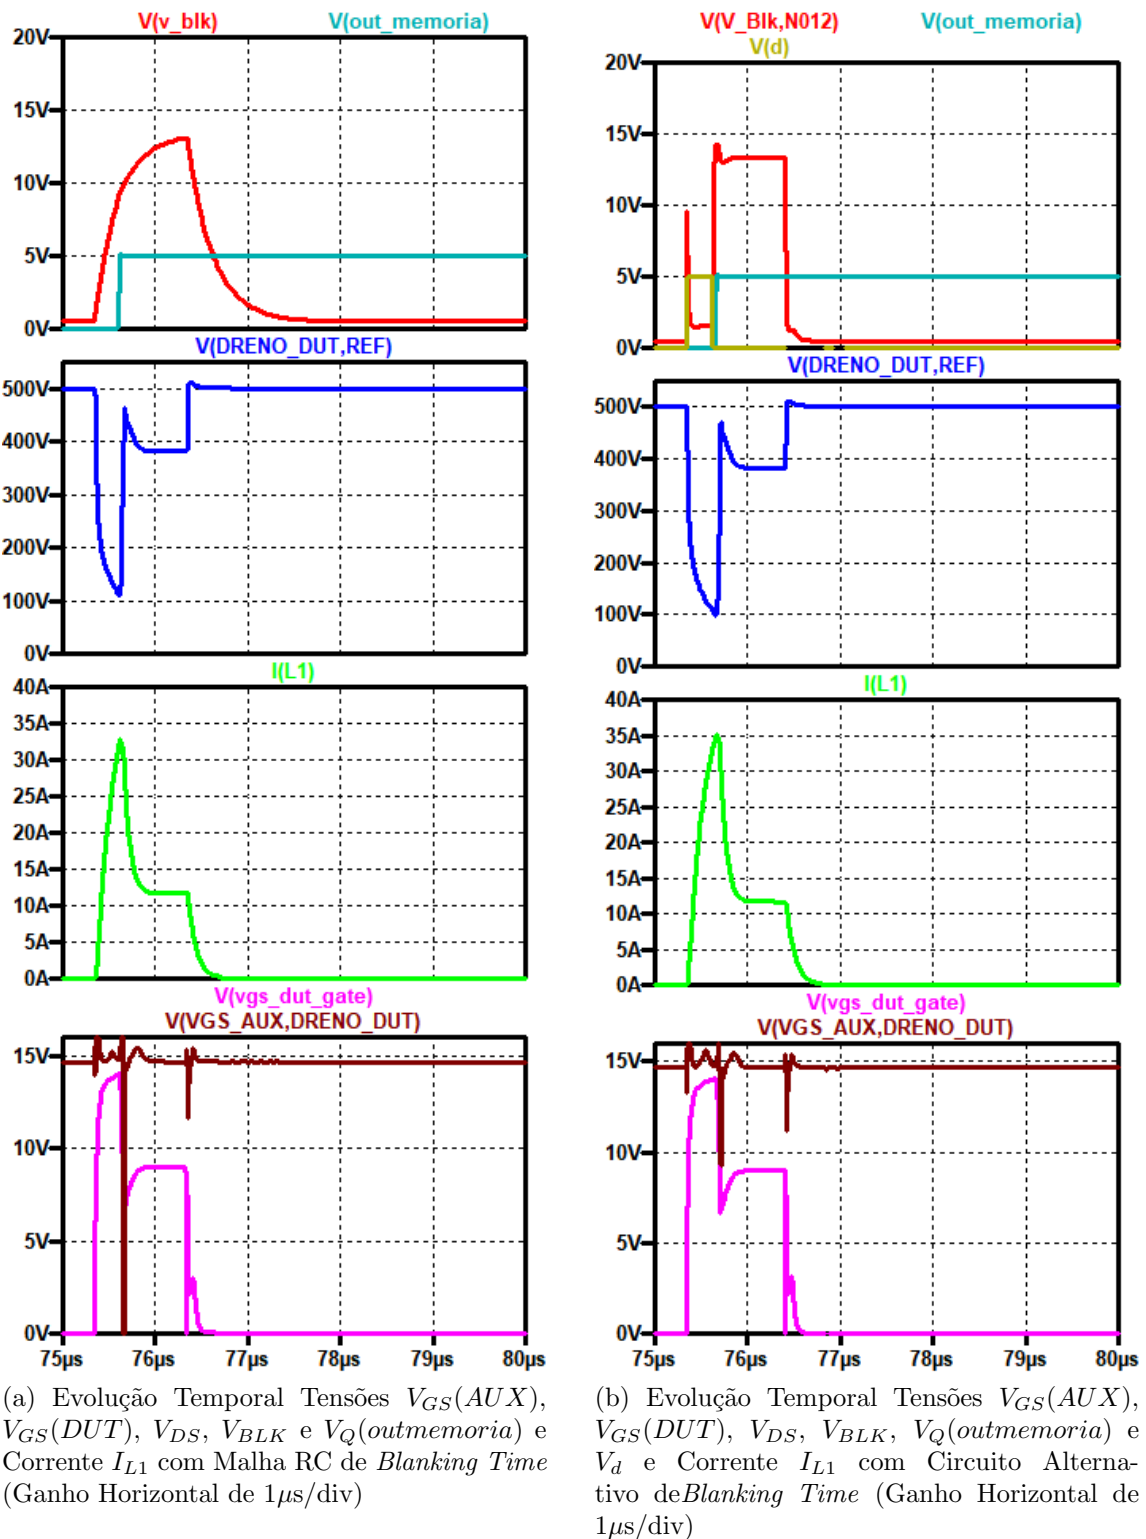 V(v_blk) V(out_memoria)
20V
15V
10V
5V
0V
V(DRENO_DUT,REF)
500V
400V
300V
200V
100V
0V
I(L1)
40A
35A
30A
25A
20A
15A
10A
5A
0A
V(vgs_dut_gate)
V(VGS_AUX,DRENO_DUT)
15V
10V
5V
0V
75µs 76µs 77µs 78µs 79µs 80µs
(a) Evolução Temporal Tensões V_{GS}(AUX),
V_{GS}(DUT), V_{DS}, V_{BLK} e V_Q(outmemoria) e
Corrente I_{L1} com Malha RC de Blanking Time
(Ganho Horizontal de 1µs/div)
V(V_Blk,N012) V(out_memoria)
V(d)
20V
15V
10V
5V
0V
V(DRENO_DUT,REF)
500V
400V
300V
200V
100V
0V
I(L1)
40A
35A
30A
25A
20A
15A
10A
5A
0A
V(vgs_dut_gate)
V(VGS_AUX,DRENO_DUT)
15V
10V
5V
0V
75µs 76µs 77µs 78µs 79µs 80µs
(b) Evolução Temporal Tensões V_{GS}(AUX),
V_{GS}(DUT), V_{DS}, V_{BLK}, V_Q(outmemoria) e
V_d e Corrente I_{L1} com Circuito Alterna-
tivo deBlanking Time (Ganho Horizontal de
1µs/div)